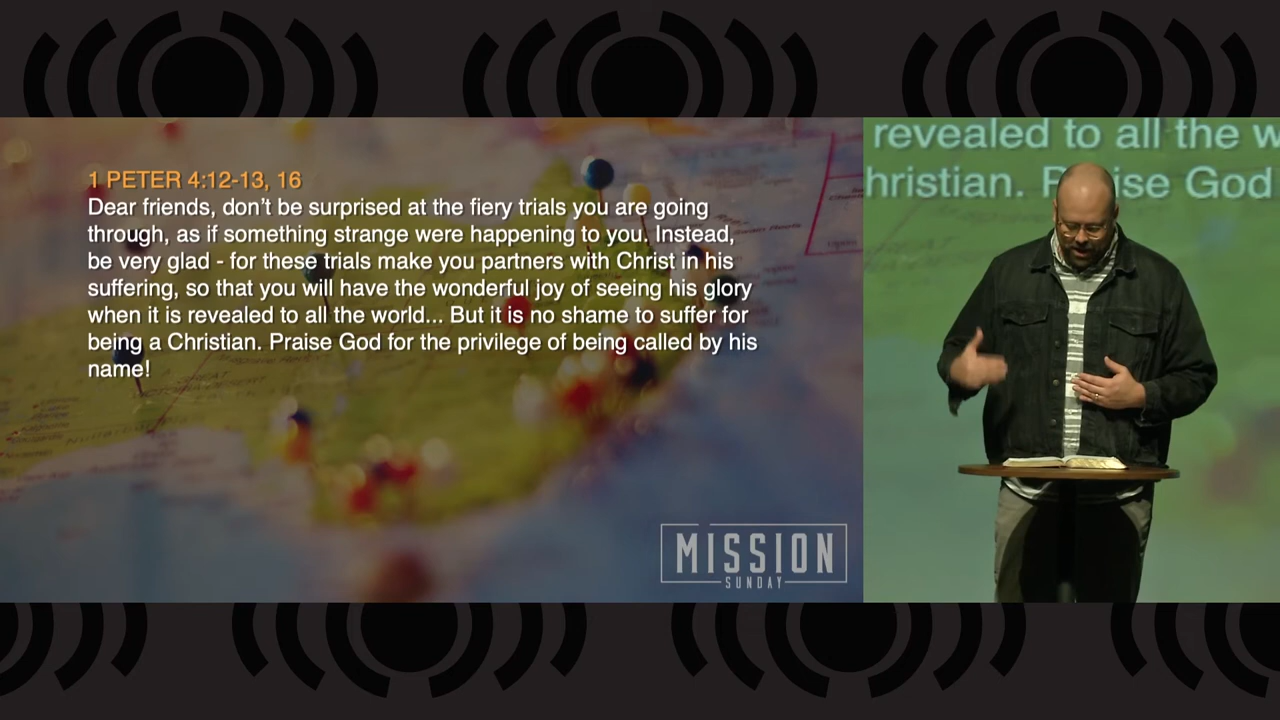 1 PETER 4:12-13, 16
Dear friends, don't be surprised at the fiery trials you are going
through, as if something strange were happening to you. Instead,
be very glad - for these trials make you partners with Christ in his
suffering, so that you will have the wonderful joy of seeing his glory
when it is revealed to all the world... But it is no shame to suffer for
being a Christian. Praise God for the privilege of being called by his
name!
MISSION
SUNDAY
revealed to all the w
hristian. P ise God